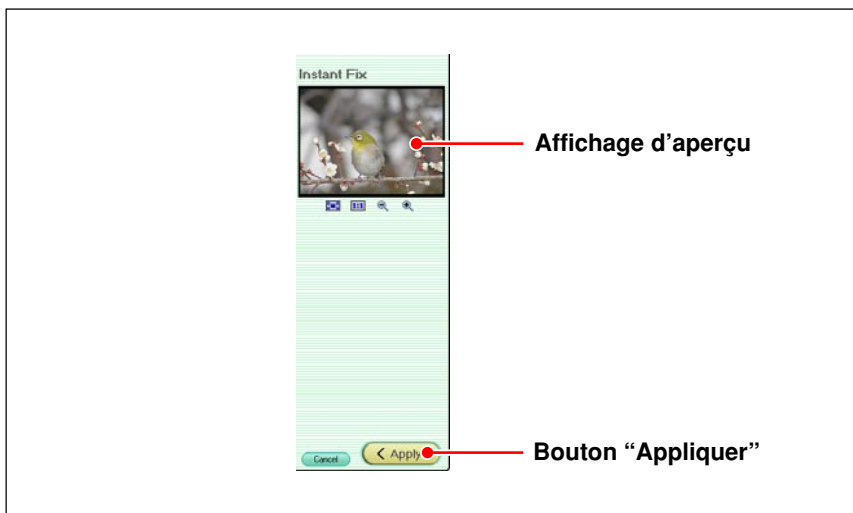 Instant Fix
Affichage d’aperçu
Cancel
< Apply
Bouton “Appliquer”